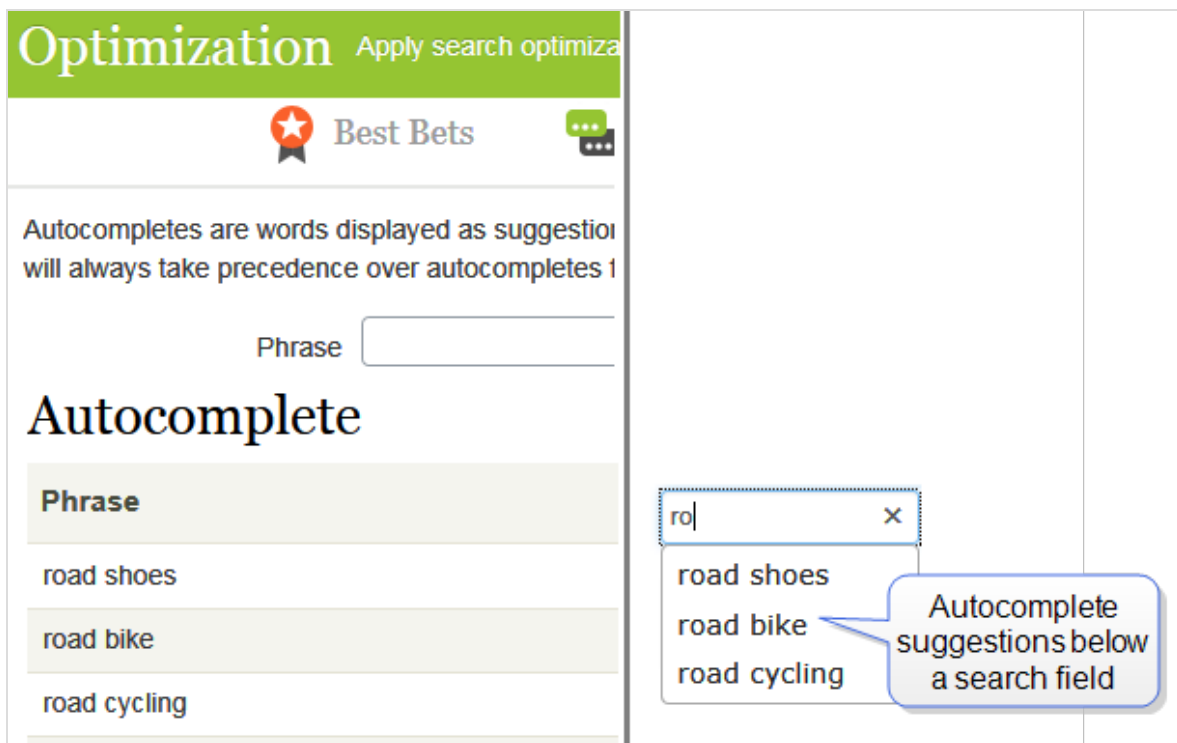 Optimization Apply search optimiza
Best Bets
Autocompletes are words displayed as suggestion
will always take precedence over autocompletes f
Phrase
Autocomplete
Phrase
road shoes
road bike
road cycling
ro
road shoes
road bike
road cycling
Autocomplete
suggestions below
a search field